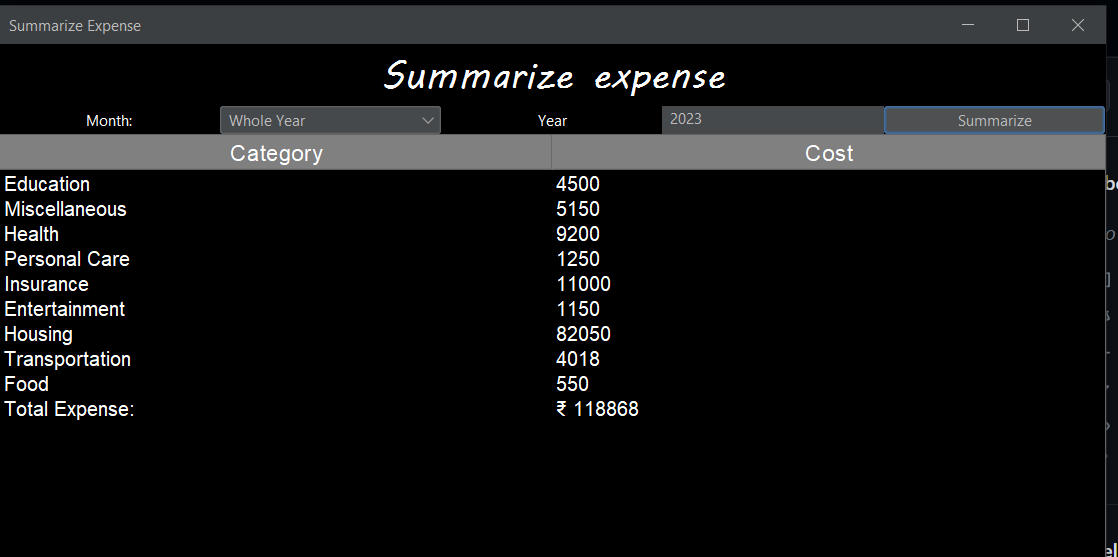 Summarize Expense
Summarize expense
Month: Whole Year Year 2023 Summarize
Category Cost
Education 4500
Miscellaneous 5150
Health 9200
Personal Care 1250
Insurance 11000
Entertainment 1150
Housing 82050
Transportation 4018
Food 550
Total Expense: ₹ 118868